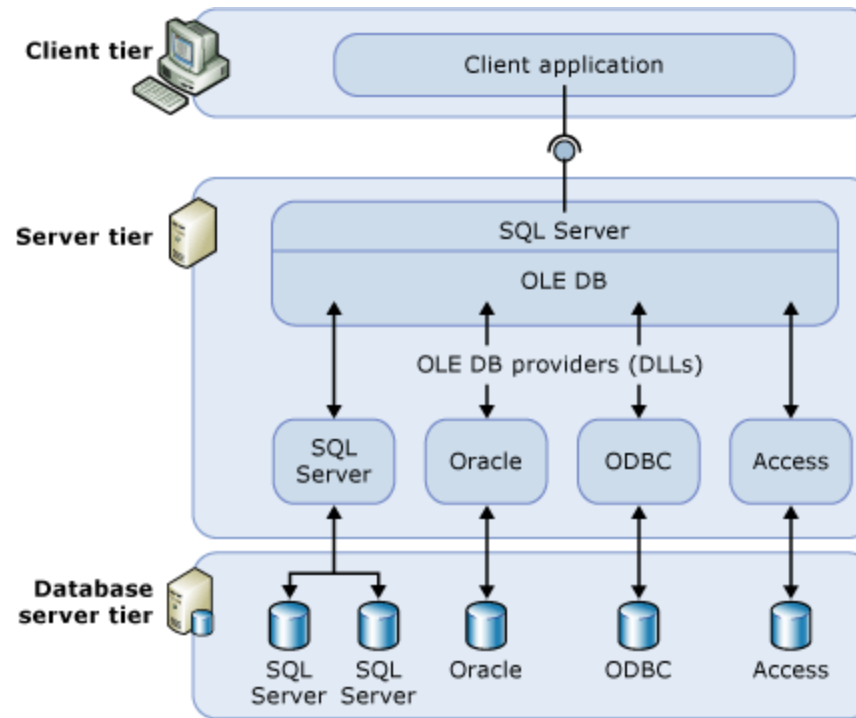 Client tier
Client application
Server tier
SQL Server
OLE DB
OLE DB providers (DLLs)
SQL
Server
Oracle
ODBC
Access
Database
server tier
SQL
Server
SQL
Server
Oracle
ODBC
Access